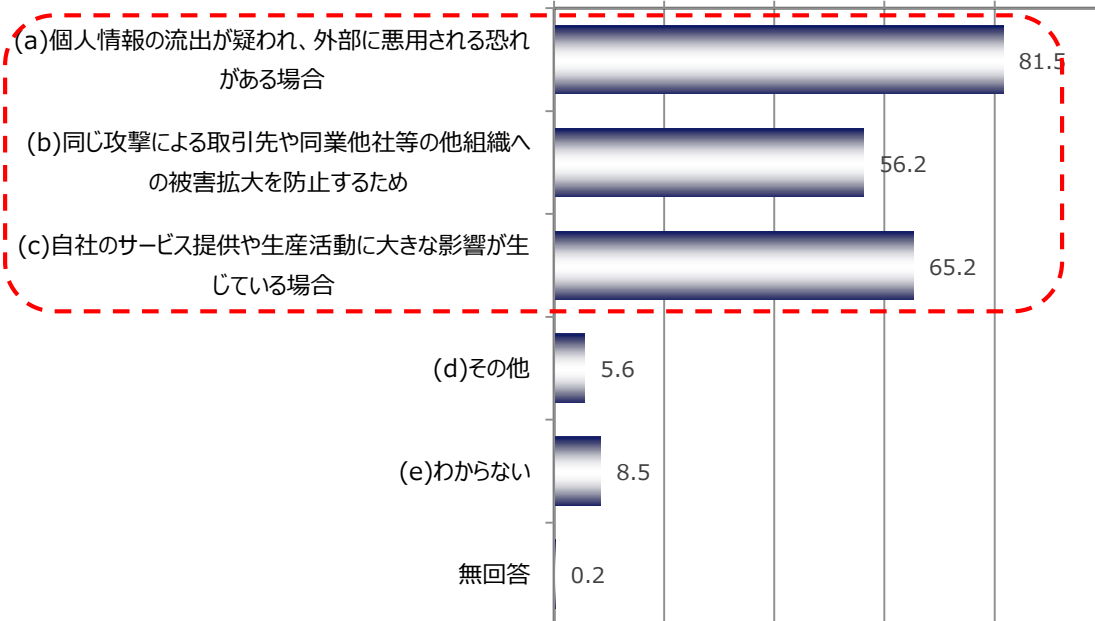 (a)個人情報の流出が疑われ、外部に悪用される恐れ
がある場合
81.5
(b)同じ攻撃による取引先や同業他社等の他組織へ
の被害拡大を防止するため
56.2
(c)自社のサービス提供や生産活動に大きな影響が生
じている場合
65.2
(d)その他
5.6
(e)わからない
8.5
無回答
0.2